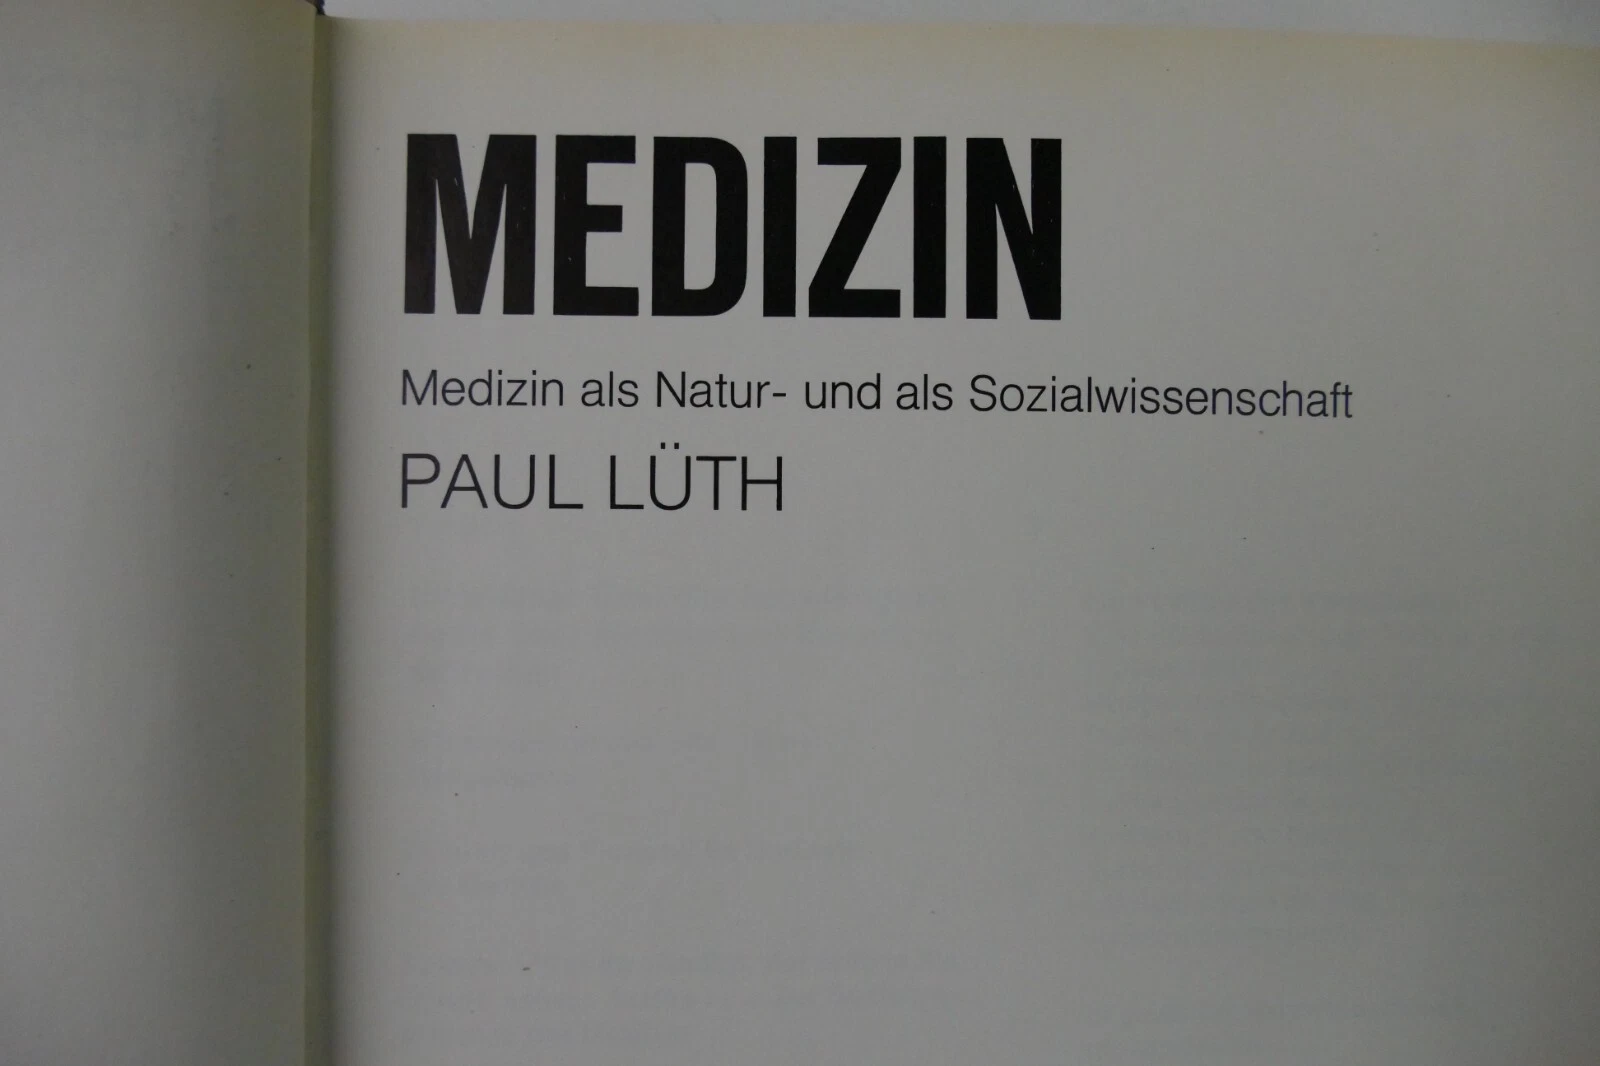 MEDIZIN
Medizin als Natur- und als Sozialwissenschaft
PAUL LÜTH